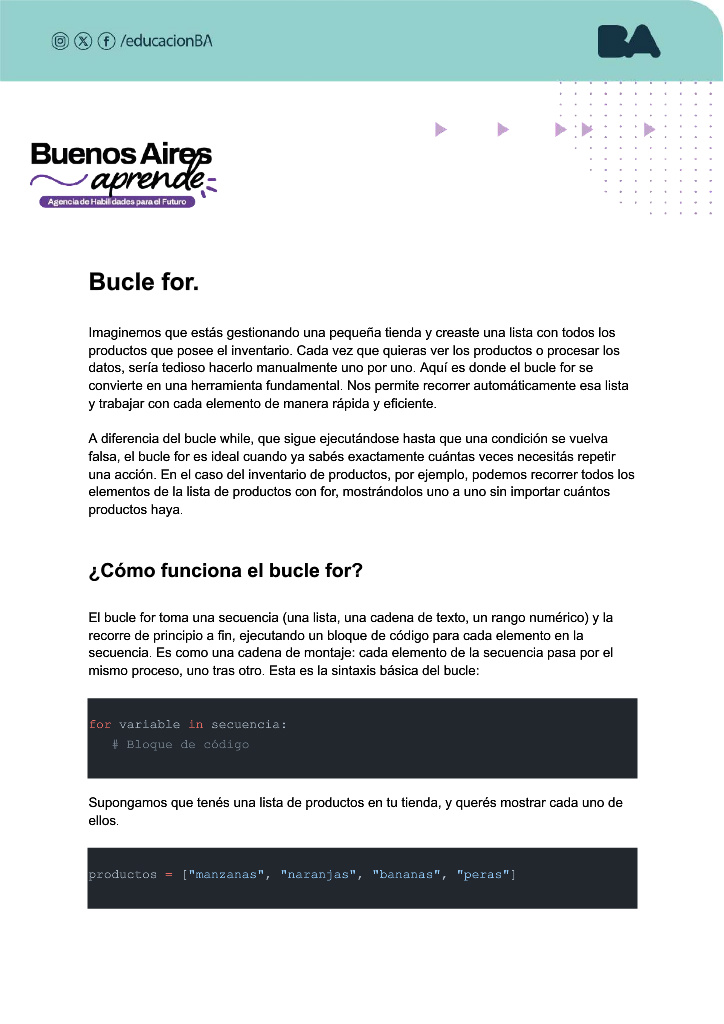 /educacionBA
BA
Buenos Aires
aprende
Agencia de Habilidades para el Futuro
Bucle for.
Imaginemos que estás gestionando una pequeña tienda y creaste una lista con todos los
productos que posee el inventario. Cada vez que quieras ver los productos o procesar los
datos, sería tedioso hacerlo manualmente uno por uno. Aquí es donde el bucle for se
convierte en una herramienta fundamental. Nos permite recorrer automáticamente esa lista
y trabajar con cada elemento de manera rápida y eficiente.
A diferencia del bucle while, que sigue ejecutándose hasta que una condición se vuelva
falsa, el bucle for es ideal cuando ya sabés exactamente cuántas veces necesitás repetir
una acción. En el caso del inventario de productos, por ejemplo, podemos recorrer todos los
elementos de la lista de productos con for, mostrándolos uno a uno sin importar cuántos
productos haya.
¿Cómo funciona el bucle for?
El bucle for toma una secuencia (una lista, una cadena de texto, un rango numérico) y la
recorre de principio a fin, ejecutando un bloque de código para cada elemento en la
secuencia. Es como una cadena de montaje: cada elemento de la secuencia pasa por el
mismo proceso, uno tras otro. Esta es la sintaxis básica del bucle:
for variable in secuencia:
# Bloque de código
Supongamos que tenés una lista de productos en tu tienda, y querés mostrar cada uno de
ellos.
productos = ["manzanas", "naranjas", "bananas", "peras"]